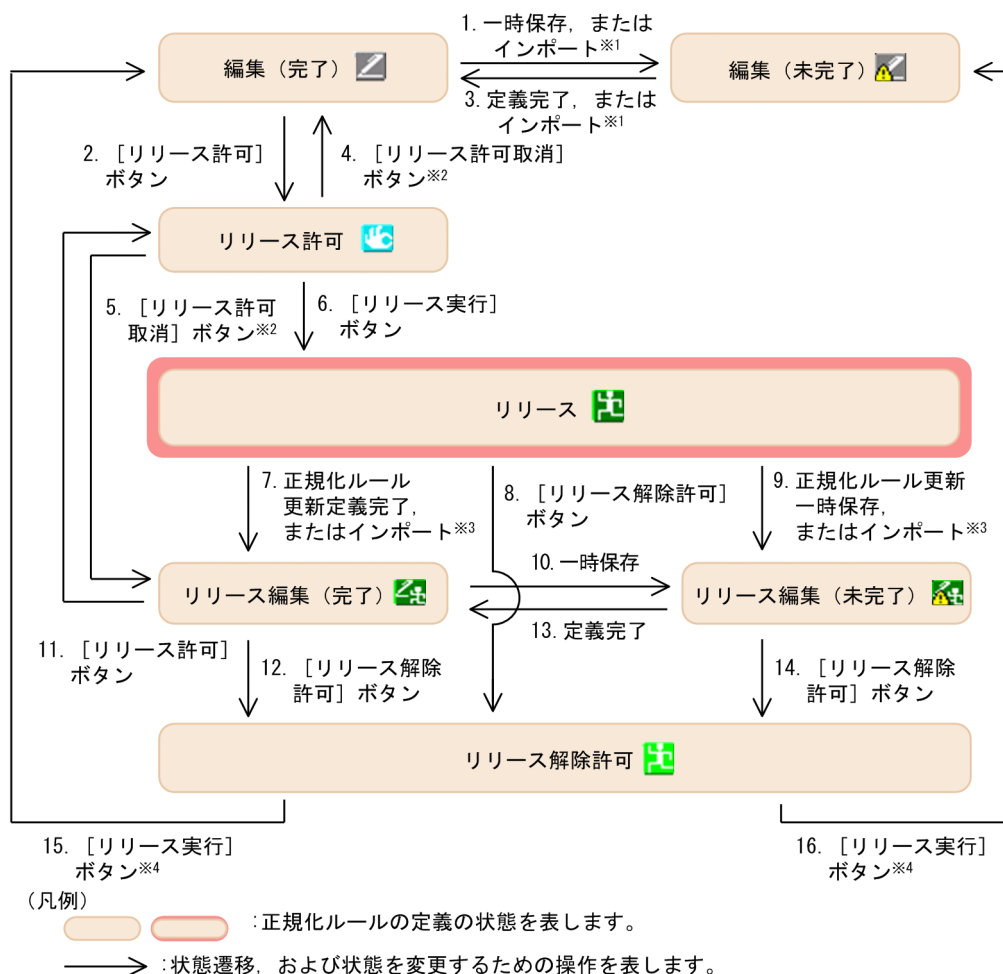 1. 一時保存，または
インポート※1
編集（完了）
編集（未完了）
3. 定義完了，または
インポート※1
2. ［リリース許可］
ボタン
4. ［リリース許可取消］
ボタン※2
リリース許可
5. ［リリース許可
取消］ボタン※2
6. ［リリース実行］
ボタン
リリース
7. 正規化ルール
更新定義完了，
またはインポート※3
8. ［リリース解除許可］
ボタン
9. 正規化ルール更新
一時保存，
またはインポート※3
10. 一時保存
リリース編集（完了）
リリース編集（未完了）
13. 定義完了
11. ［リリース許可］
ボタン
12. ［リリース解除
許可］ボタン
14. ［リリース解除
許可］ボタン
リリース解除許可
15. ［リリース実行］
ボタン※4
16. ［リリース実行］
ボタン※4
（凡例）
:正規化ルールの定義の状態を表します。
:状態遷移，および状態を変更するための操作を表します。